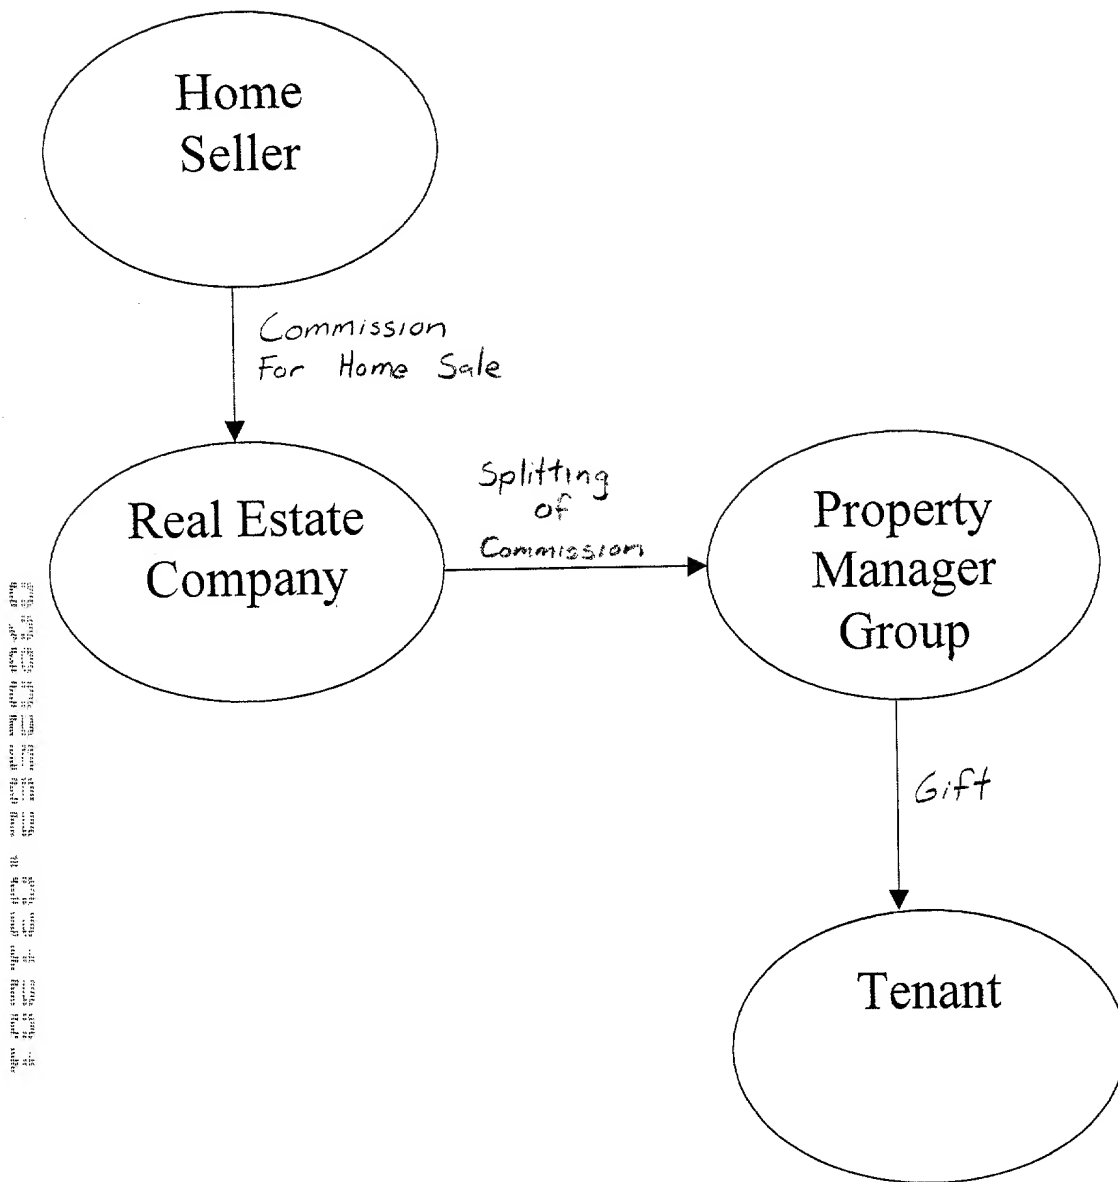 Home
Seller
Commission
For Home Sale
Real Estate
Company
Splitting
of
Commission
Property
Manager
Group
Gift
Tenant